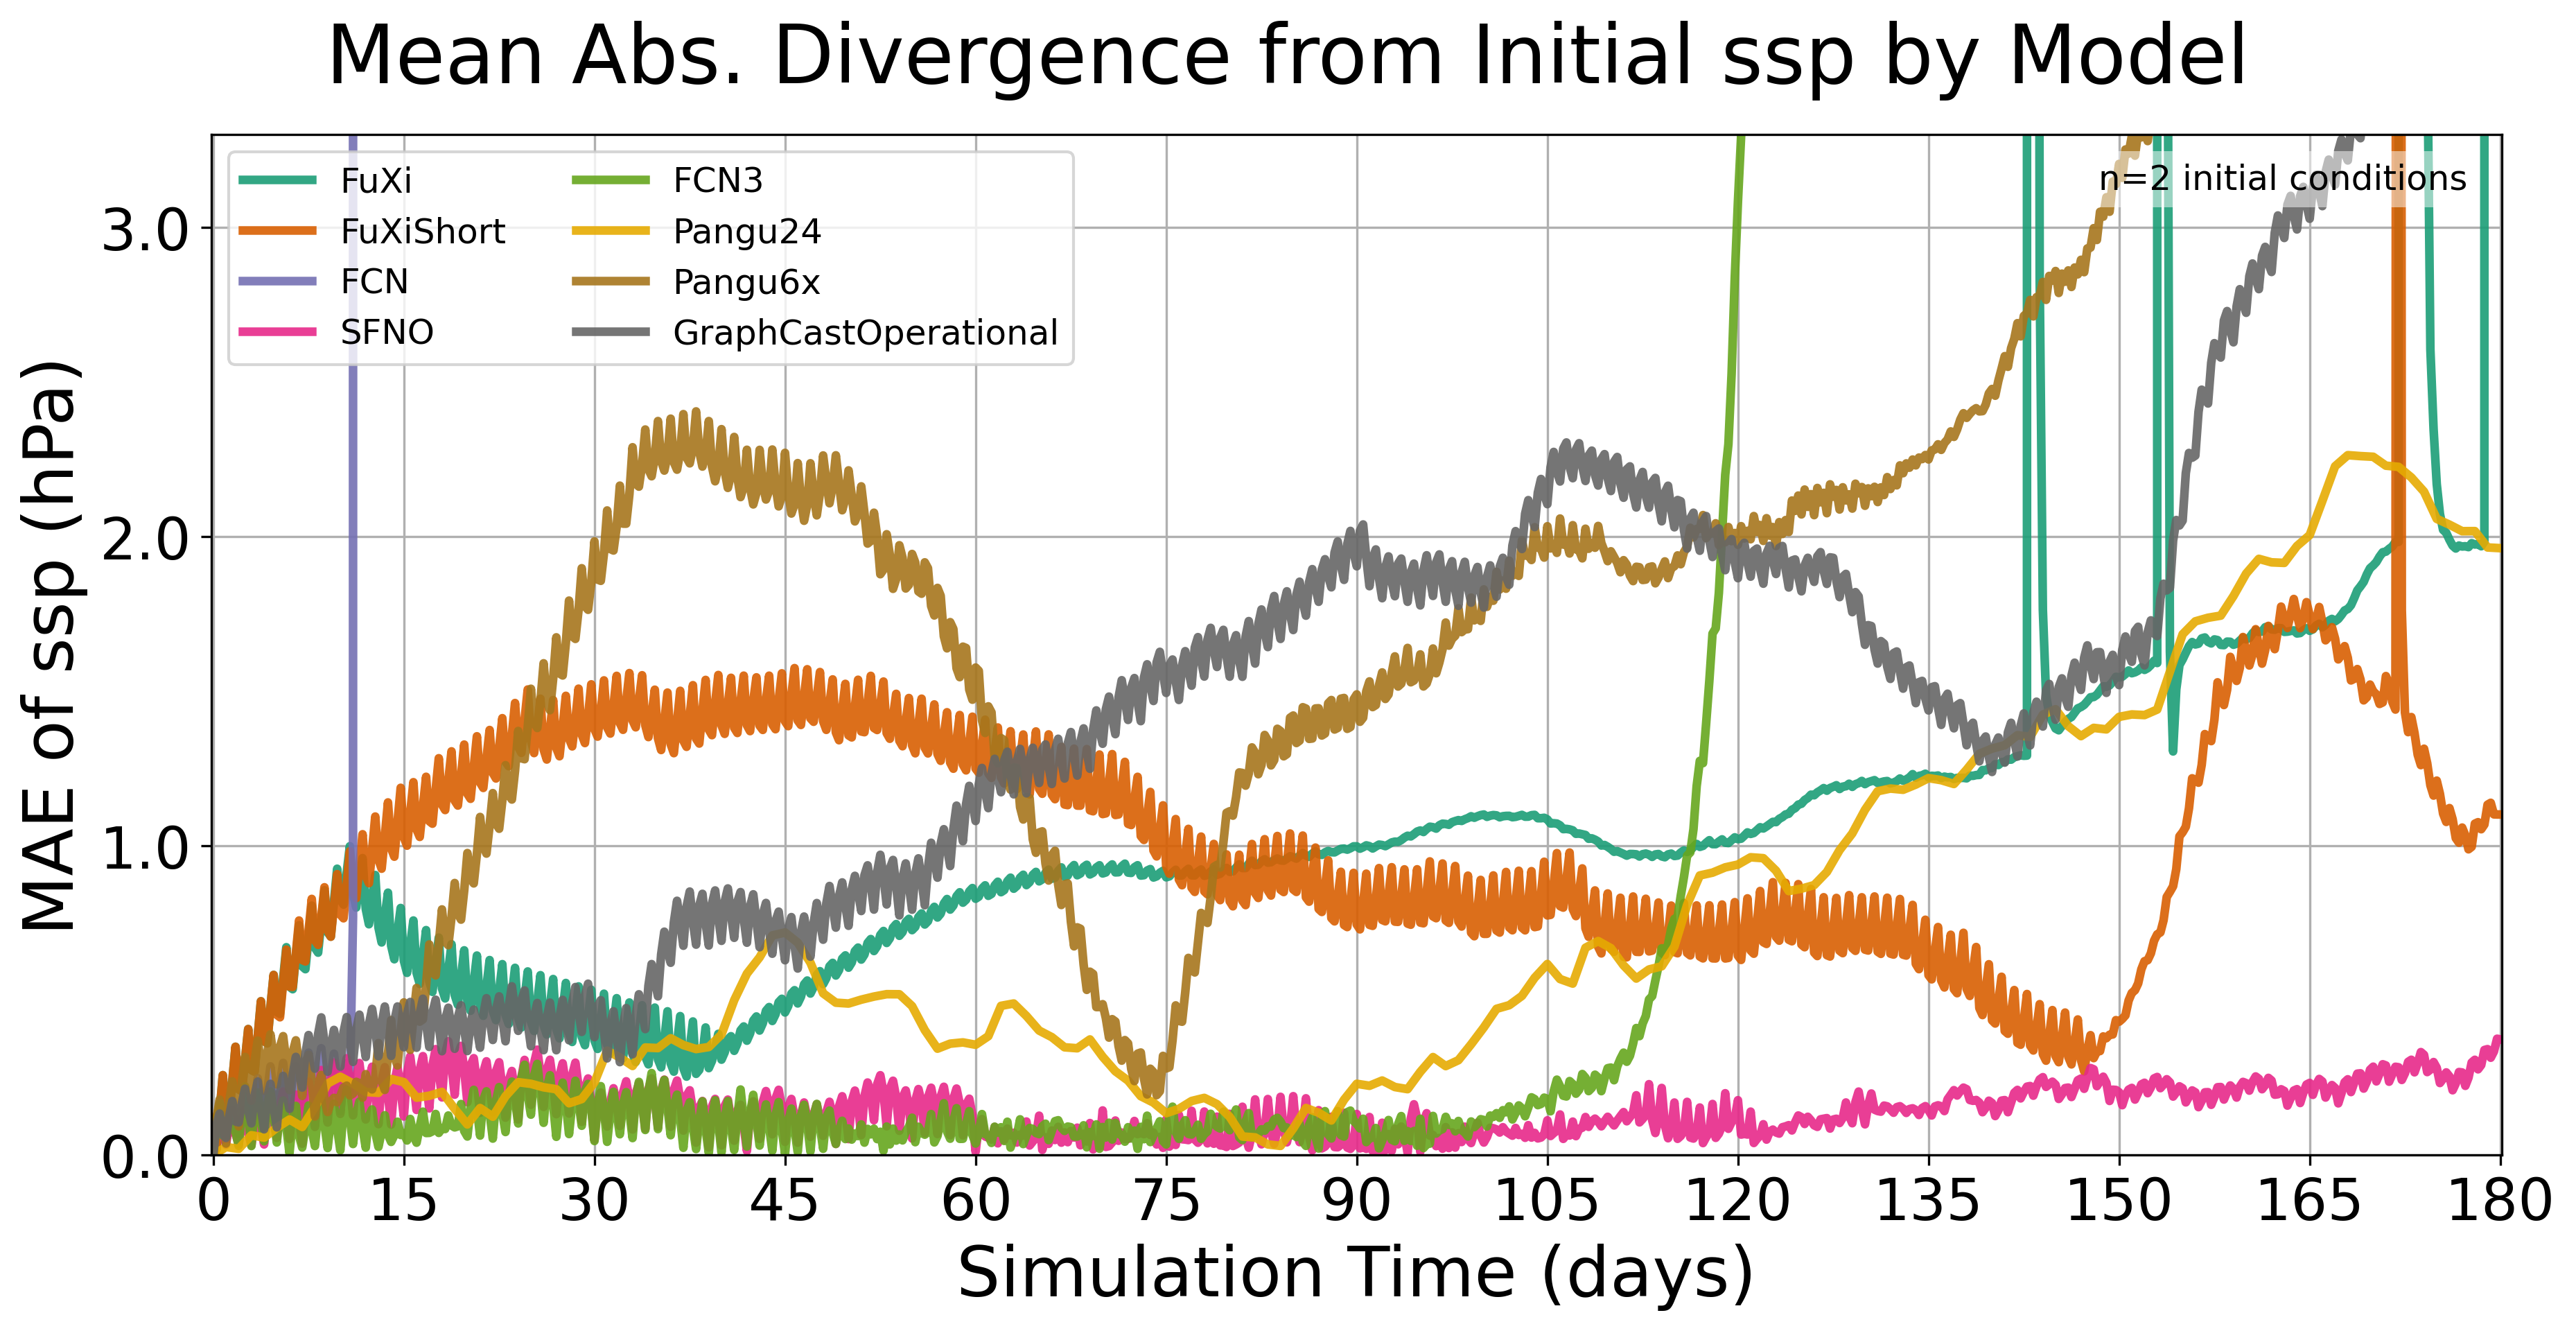 Mean Abs. Divergence from Initial ssp by Model
MAE of ssp (hPa)
3.0
2.0
1.0
0.0
FuXi
FuXiShort
FCN
SFNO
FCN3
Pangu24
Pangu6x
GraphCastOperational
n=2 initial conditions
0 15 30 45 60 75 90 105 120 135 150 165 180
Simulation Time (days)